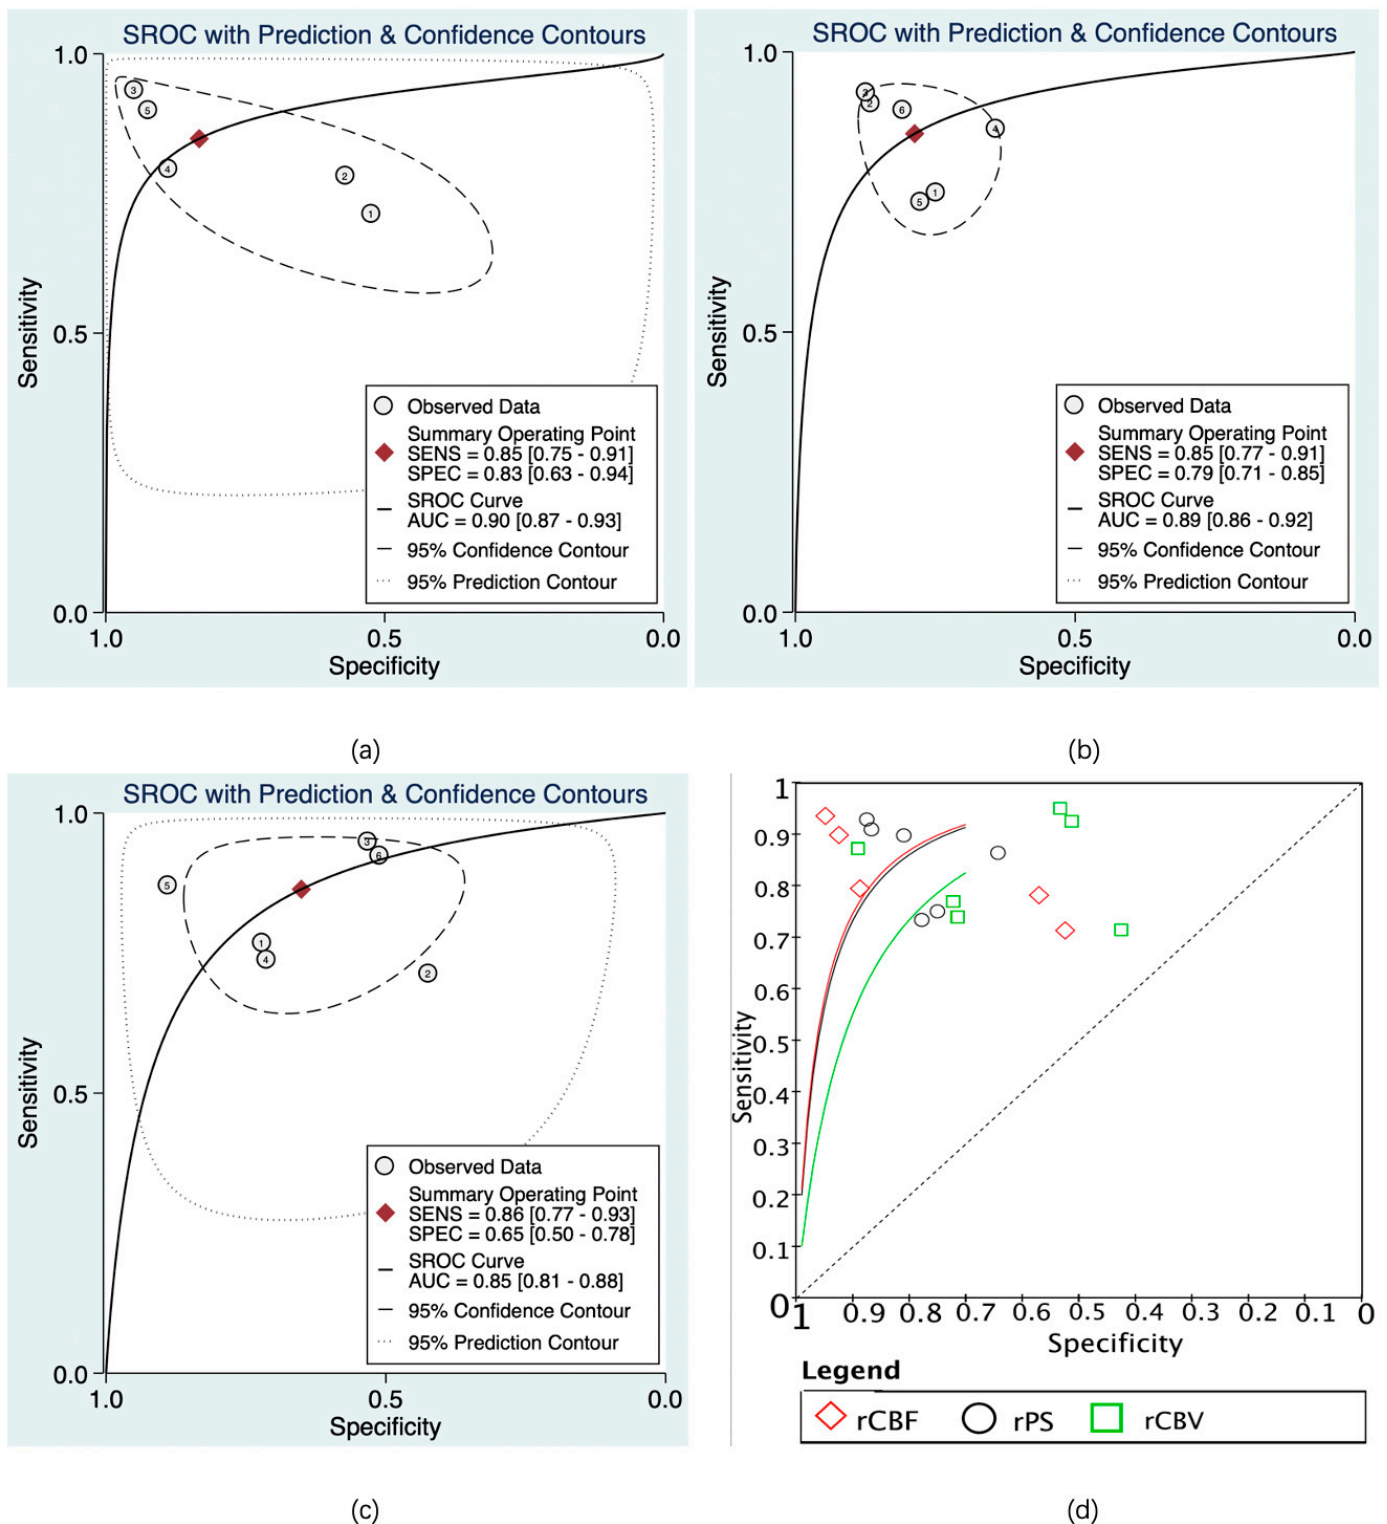 SROC with Prediction & Confidence Contours
1.0
3
5
4
2
1
Sensitivity
0.5
Observed Data
Summary Operating Point
SENS = 0.85 [0.75 - 0.91]
SPEC = 0.83 [0.63 - 0.94]
SROC Curve
AUC = 0.90 [0.87 - 0.93]
95% Confidence Contour
95% Prediction Contour
0.0
1.0 0.5 0.0
Specificity
(a)
SROC with Prediction & Confidence Contours
1.0
3
2
6
4
1
5
Sensitivity
0.5
Observed Data
Summary Operating Point
SENS = 0.85 [0.77 - 0.91]
SPEC = 0.79 [0.71 - 0.85]
SROC Curve
AUC = 0.89 [0.86 - 0.92]
95% Confidence Contour
95% Prediction Contour
0.0
1.0 0.5 0.0
Specificity
(b)
SROC with Prediction & Confidence Contours
1.0
3
6
5
1
4
2
Sensitivity
0.5
Observed Data
Summary Operating Point
SENS = 0.86 [0.77 - 0.93]
SPEC = 0.65 [0.50 - 0.78]
SROC Curve
AUC = 0.85 [0.81 - 0.88]
95% Confidence Contour
95% Prediction Contour
0.0
1.0 0.5 0.0
Specificity
(c)
1
0.9
0.8
0.7
0.6
0.5
0.4
0.3
0.2
0.1
0
Sensitivity
1 0.9 0.8 0.7 0.6 0.5 0.4 0.3 0.2 0.1 0
Specificity
Legend
rCBF rPS rCBV
(d)